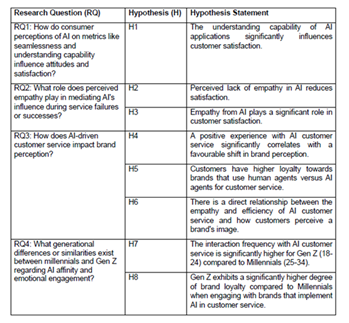 Research Question (RQ) Hypothesis (H) Hypothesis Statement
RQ1: How do consumer
perceptions of AI on metrics like
seamlessness and
understanding capability
influence attitudes and
satisfaction?
H1
The understanding capability of AI
applications significantly influences
customer satisfaction.
RQ2: What role does perceived
empathy play in mediating AI's
influence during service failures
or successes?
H2
Perceived lack of empathy in AI reduces
satisfaction.
H3
Empathy from AI plays a significant role in
customer satisfaction.
RQ3: How does AI-driven
customer service impact brand
perception?
H4
A positive experience with AI customer
service significantly correlates with a
favourable shift in brand perception.
H5
Customers have higher loyalty towards
brands that use human agents versus AI
agents for customer service.
H6
There is a direct relationship between the
empathy and efficiency of AI customer
service and how customers perceive a
brand's image.
RQ4: What generational
differences or similarities exist
between millennials and Gen Z
regarding AI affinity and
emotional engagement?
H7
The interaction frequency with AI customer
service is significantly higher for Gen Z (18-
24) compared to Millennials (25-34).
H8
Gen Z exhibits a significantly higher degree
of brand loyalty compared to Millennials
when engaging with brands that implement
AI in customer service.